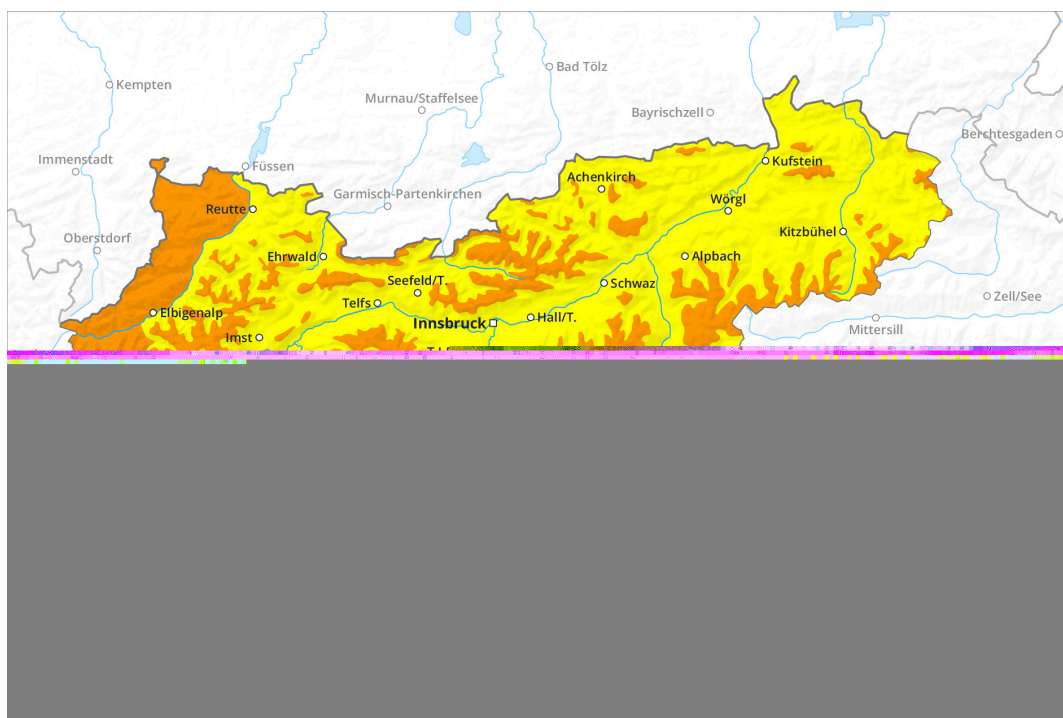 Kempten
Bad Tölz
Murnau/Staffelsee
Bayrischzell
Berchtesgaden
Immenstadt
Füssen
Kufstein
Achenkirch
Garmisch-Partenkirchen
Wörgl
Reutte
Oberstdorf
Kitzbühel
Ehrwald
Alpbach
Seefeld/T.
Schwaz
Zell/See
Telfs
Elbigenalp
Hall/T.
Innsbruck
Mittersill
Imst